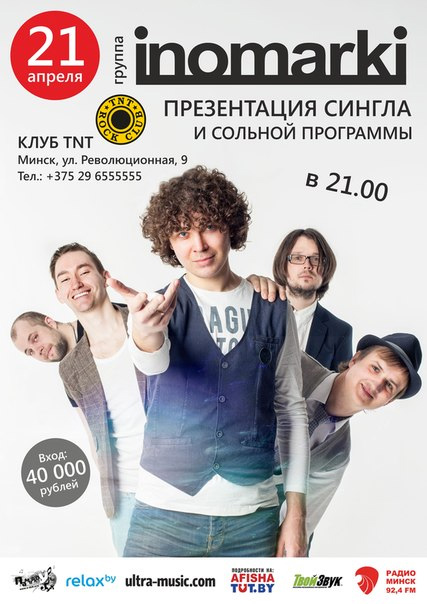 21
апреля
группа
inomarki
TNT
ROCK CLUB
ПРЕЗЕНТАЦИЯ СИНГЛА
И СОЛЬНОЙ ПРОГРАММЫ
КЛУБ TNT
Минск, ул. Революционная, 9
Тел.: +375 29 6555555
в 21.00
Вход:
40 000
рублей
relax.by
ultra-music.com
ПОДРОБНОСТИ НА:
AFISHA
TUT.BY
ТвойЗвук
РАДИО
МИНСК
92,4 FM